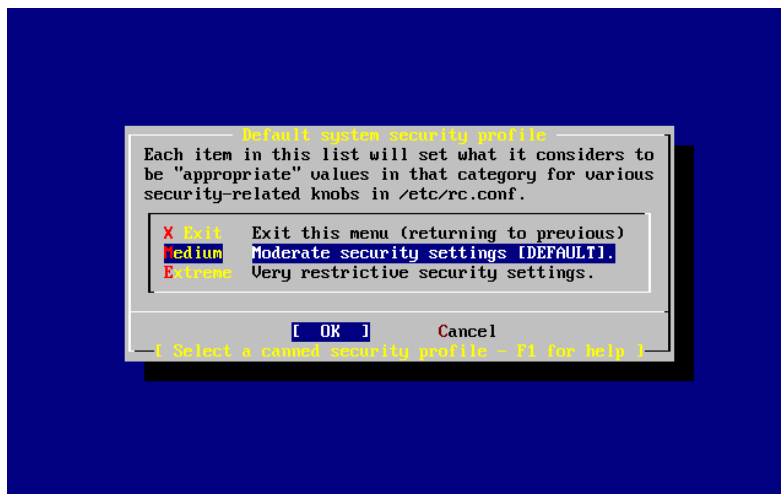 Default system security profile
Each item in this list will set what it considers to
be "appropriate" values in that category for various
security-related knobs in /etc/rc.conf.
X Exit    Exit this menu (returning to previous)
Medium    Moderate security settings [DEFAULT].
Extreme   Very restrictive security settings.
[  OK  ]    Cancel
[ Select a canned security profile - F1 for help ]